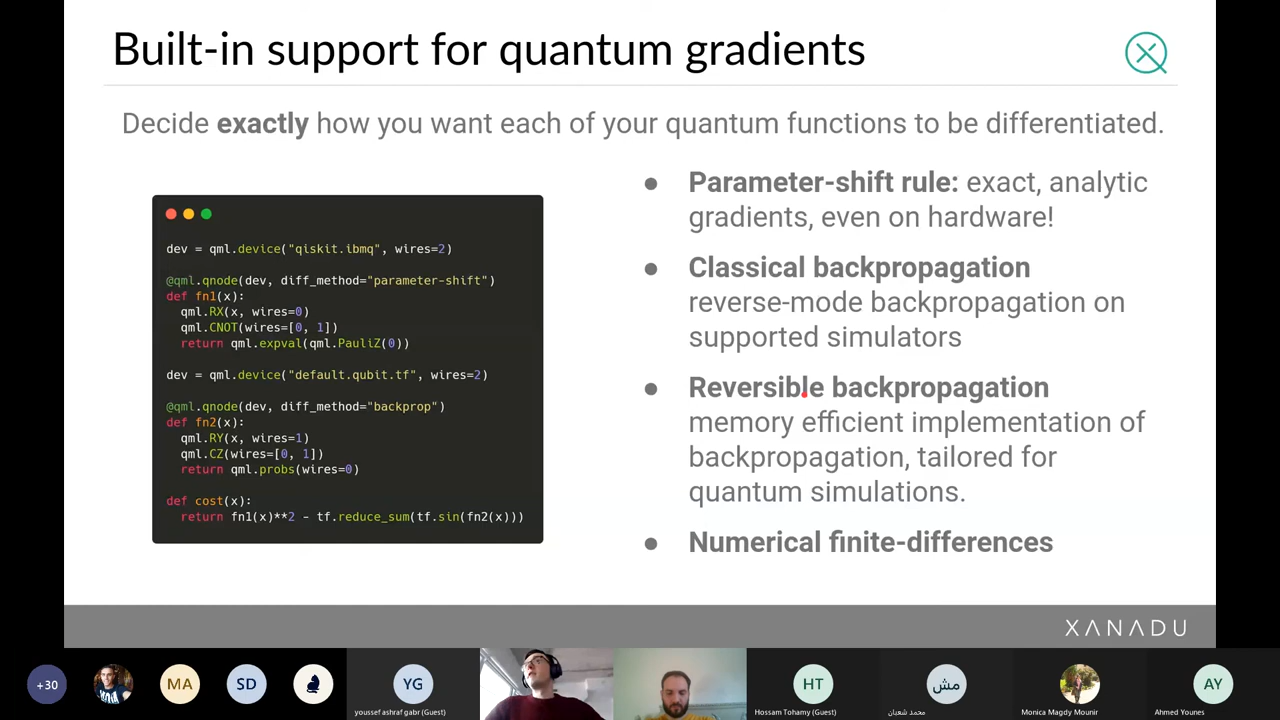 Built-in support for quantum gradients
Decide exactly how you want each of your quantum functions to be differentiated.
dev = qml.device("qiskit.ibmq", wires=2)
@qml.qnode(dev, diff_method="parameter-shift")
def fn1(x):
qml.RX(x, wires=0)
qml.CNOT(wires=[0, 1])
return qml.expval(qml.PauliZ(0))
dev = qml.device("default.qubit.tf", wires=2)
@qml.qnode(dev, diff_method="backprop")
def fn2(x):
qml.RY(x, wires=1)
qml.CZ(wires=[0, 1])
return qml.probs(wires=0)
def cost(x):
return fn1(x)**2 - tf.reduce_sum(tf.sin(fn2(x)))
● Parameter-shift rule: exact, analytic
gradients, even on hardware!
● Classical backpropagation
reverse-mode backpropagation on
supported simulators
● Reversible backpropagation
memory efficient implementation of
backpropagation, tailored for
quantum simulations.
● Numerical finite-differences
XANADU
+30
MA
SD
YG
youssef ashraf gabr (Guest)
HT
Hossam Tohamy (Guest)
مش
محمد شعبان
Monica Magdy Mounir
AY
Ahmed Younes